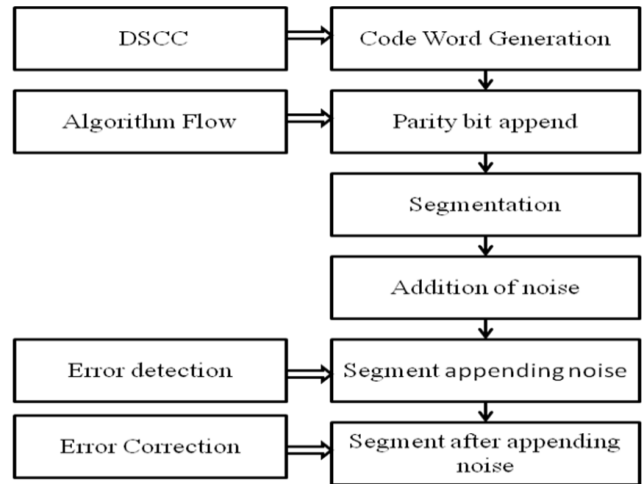 DSCC
Code Word Generation
Algorithm Flow
Parity bit append
Segmentation
Addition of noise
Error detection
Segment appending noise
Error Correction
Segment after appending
noise